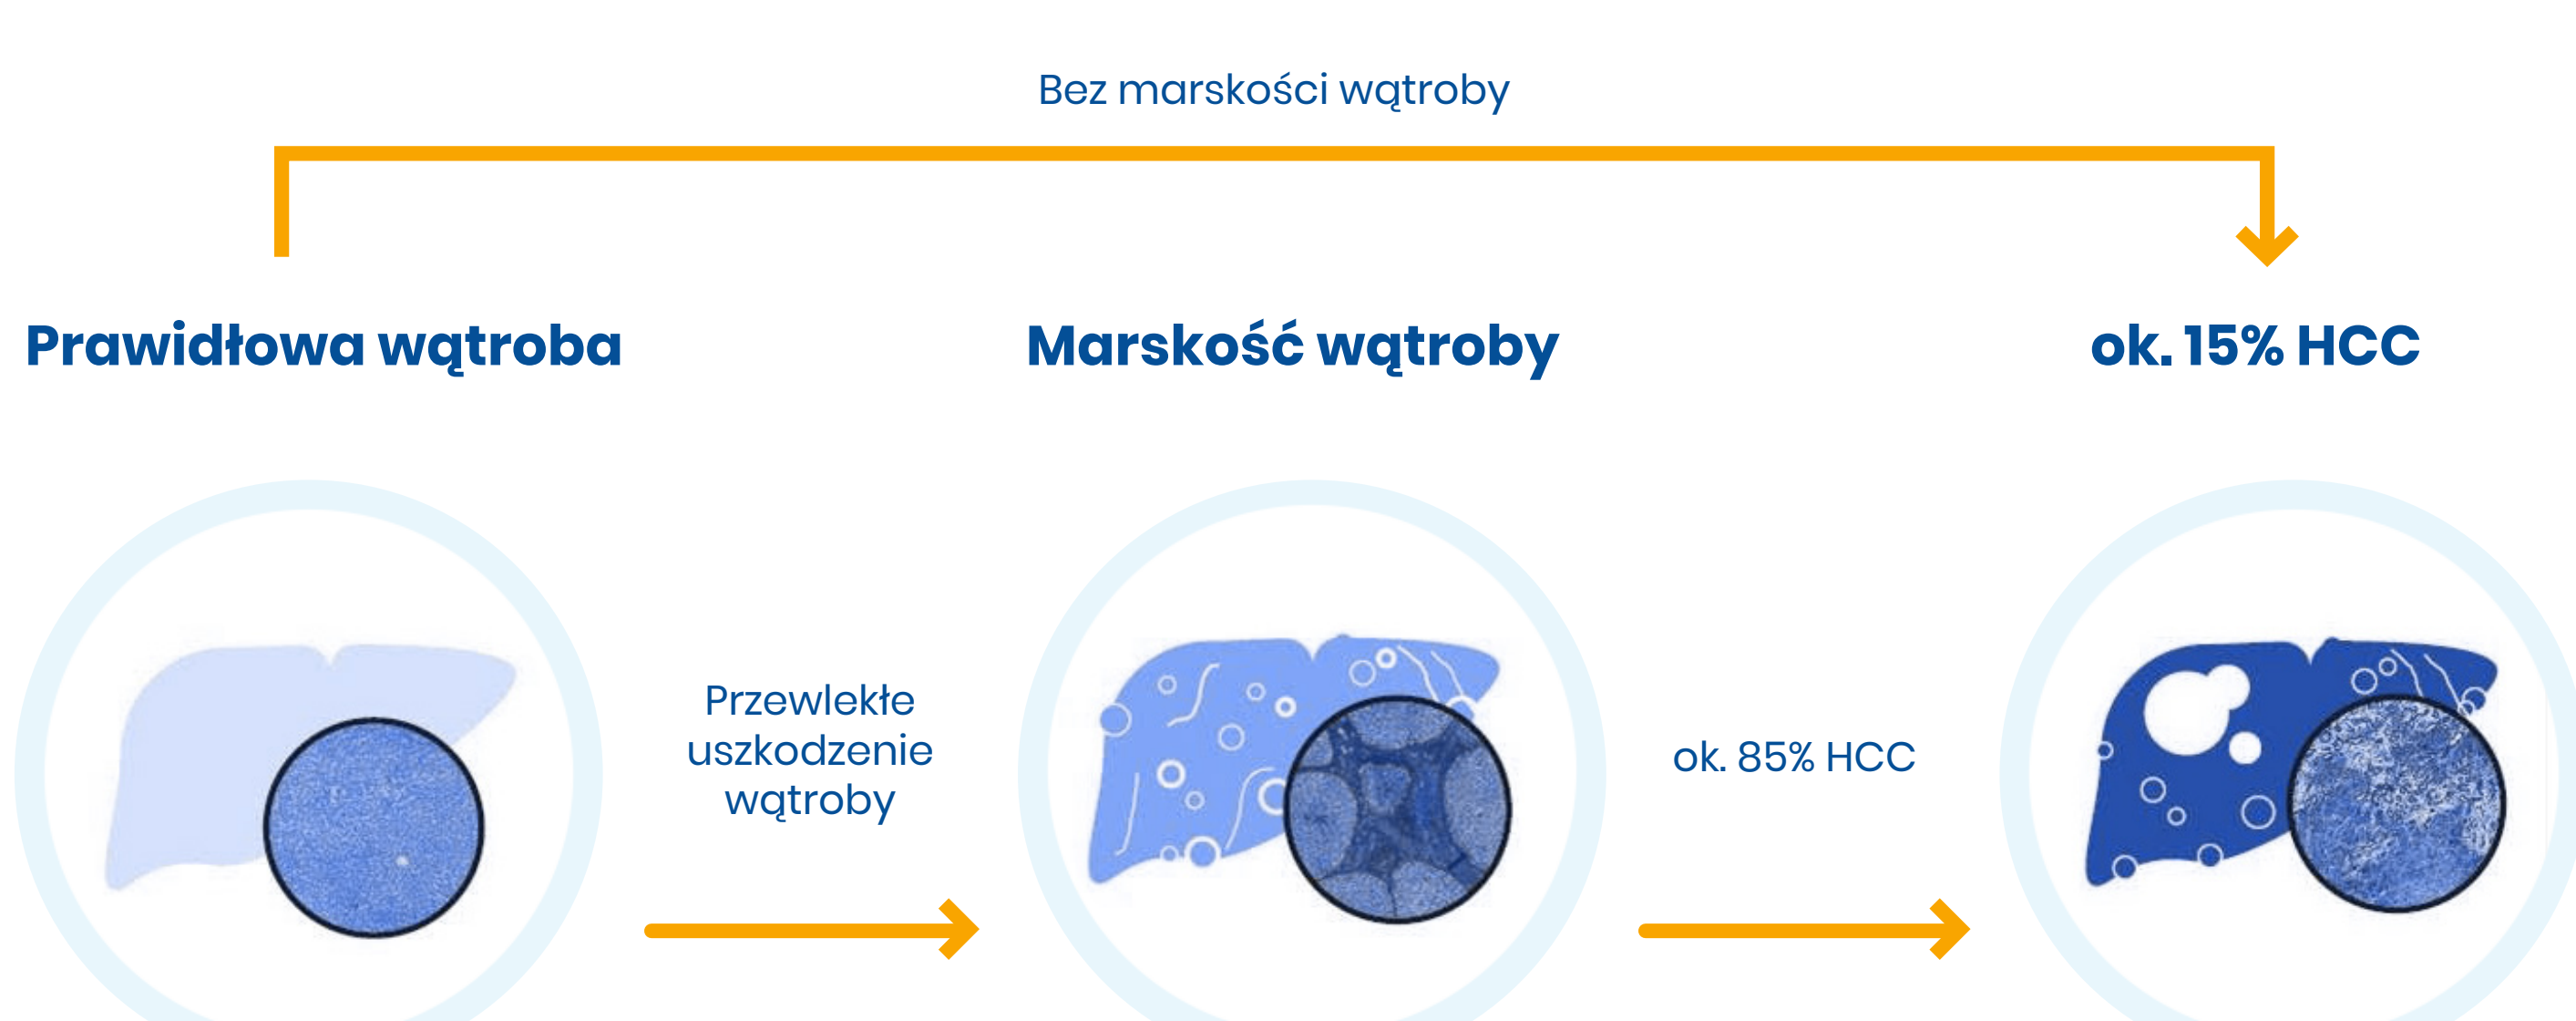 Bez marskości wątroby
Prawidłowa wątroba
Marskość wątroby
ok. 15% HCC
Przewlekłe
uszkodzenie
wątroby
ok. 85% HCC